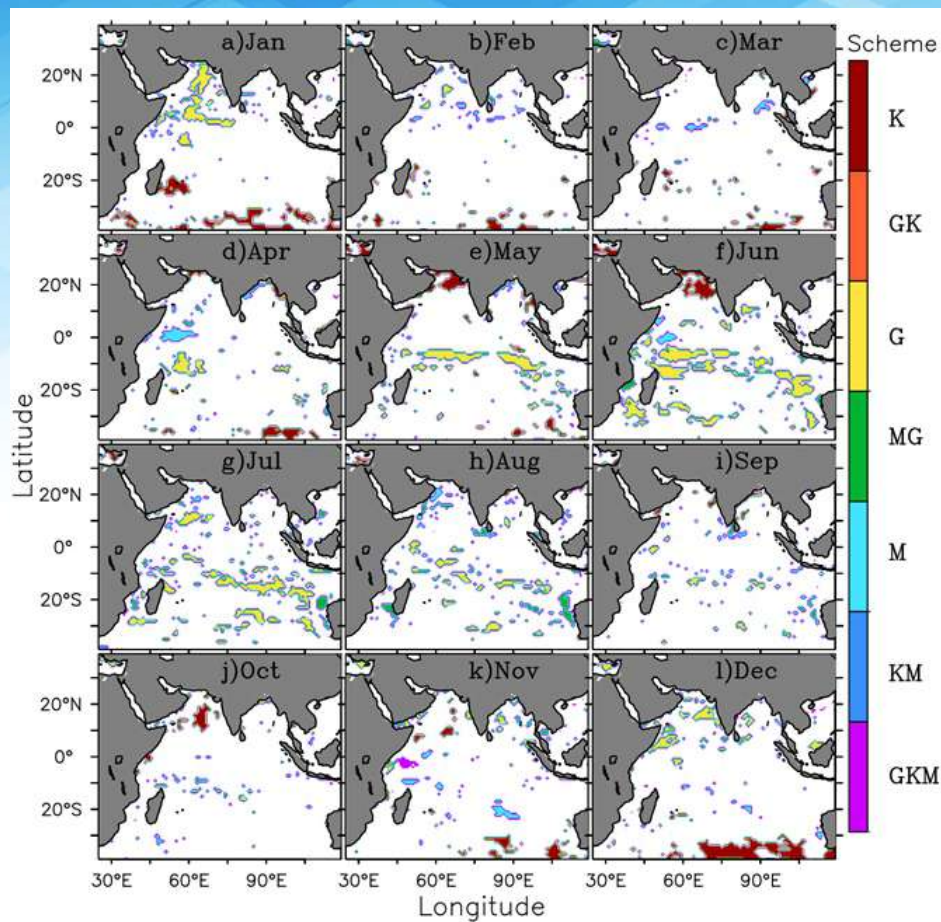 a)Jan b)Feb c)Mar Scheme
20°N
0°
20°S
K
GK
d)Apr e)May f)Jun
20°N
0°
20°S
G
MG
Latitude
g)Jul h)Aug i)Sep
20°N
0°
20°S
M
KM
j)Oct k)Nov l)Dec
20°N
0°
20°S
GKM
30°E 60°E 90°E 30°E 60°E 90°E 30°E 60°E 90°E
Longitude